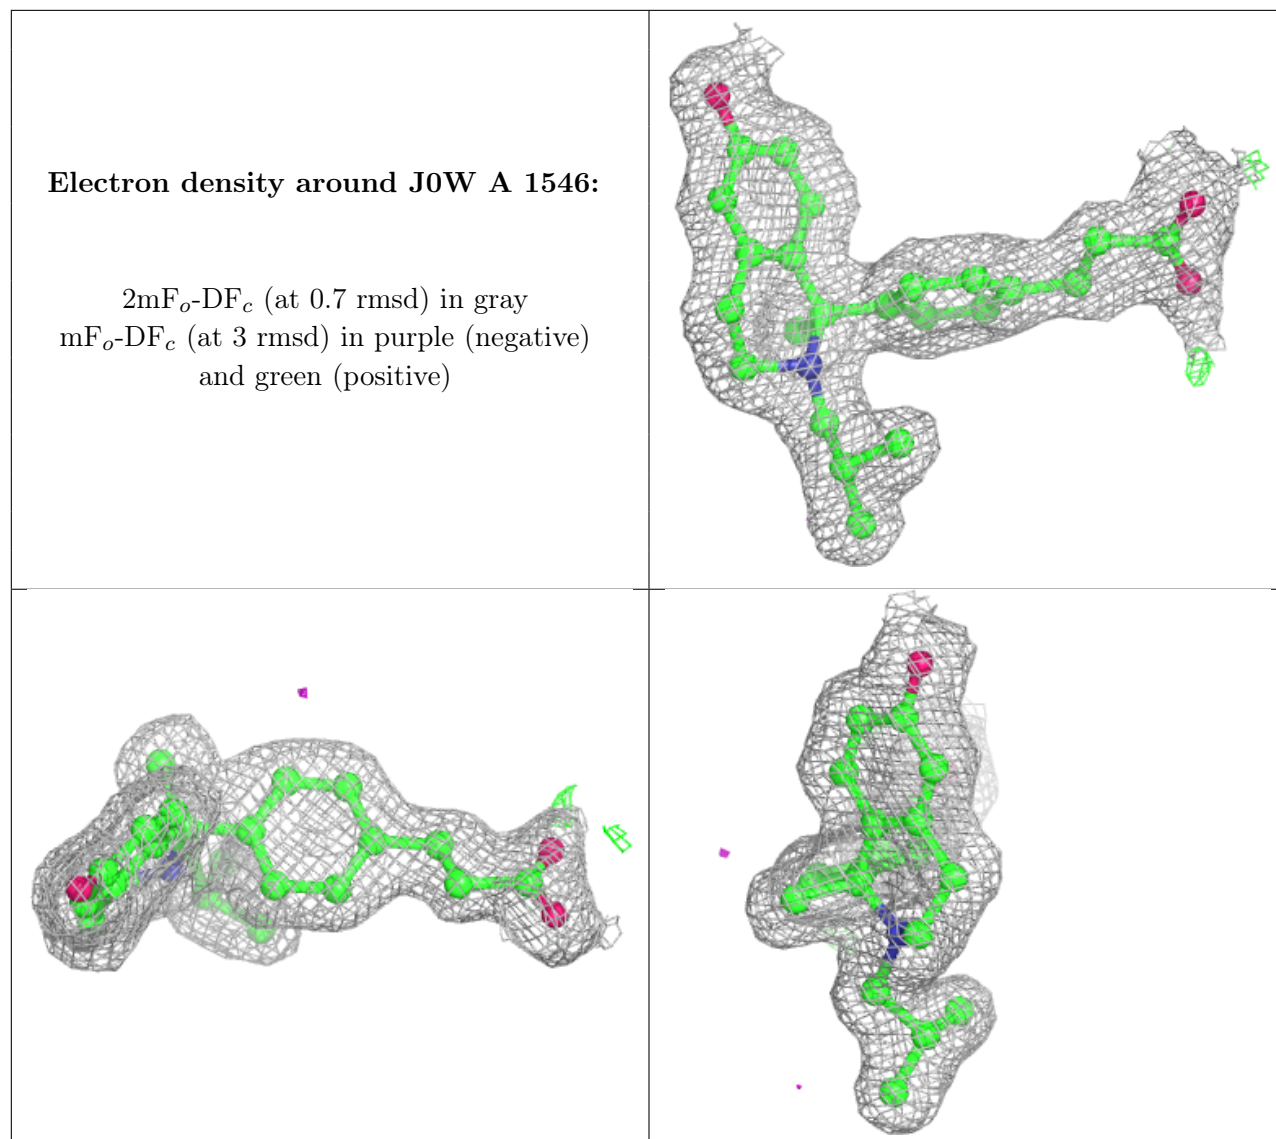 Electron density around J0W A 1546:
2mFo-DFc (at 0.7 rmsd) in gray
mFo-DFc (at 3 rmsd) in purple (negative)
and green (positive)